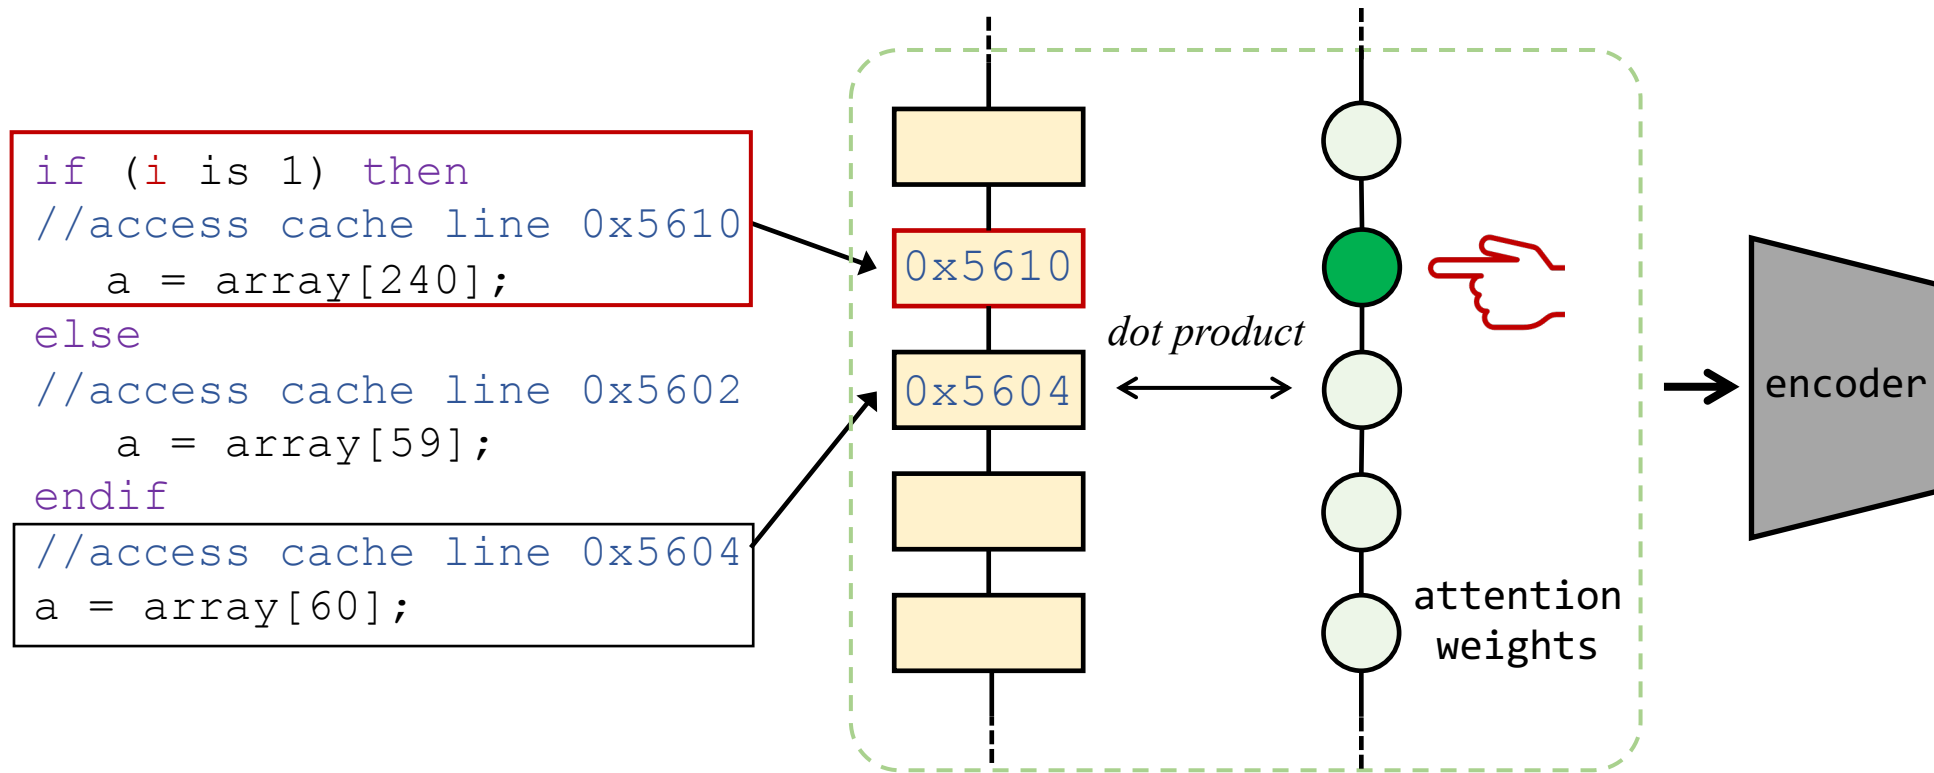 if (i is 1) then
//access cache line 0x5610
a = array[240];
else
//access cache line 0x5602
a = array[59];
endif
//access cache line 0x5604
a = array[60];
0x5610
0x5604
dot product
attention
weights
encoder